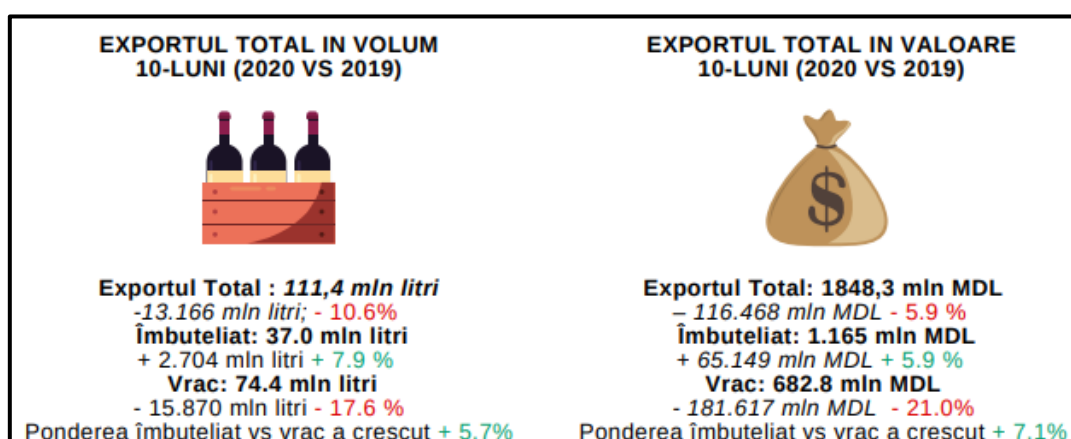 EXPORTUL TOTAL IN VOLUM
10-LUNI (2020 VS 2019)
Exportul Total : 111,4 mln litri
-13.166 mln litri; - 10.6%
Îmbuteliat: 37.0 mln litri
+ 2.704 mln litri + 7.9 %
Vrac: 74.4 mln litri
- 15.870 mln litri - 17.6 %
Ponderea îmbuteliat vs vrac a crescut + 5.7%
EXPORTUL TOTAL IN VALOARE
10-LUNI (2020 VS 2019)
$
Exportul Total: 1848,3 mln MDL
– 116.468 mln MDL - 5.9 %
Îmbuteliat: 1.165 mln MDL
+ 65.149 mln MDL + 5.9 %
Vrac: 682.8 mln MDL
- 181.617 mln MDL - 21.0%
Ponderea îmbuteliat vs vrac a crescut + 7.1%